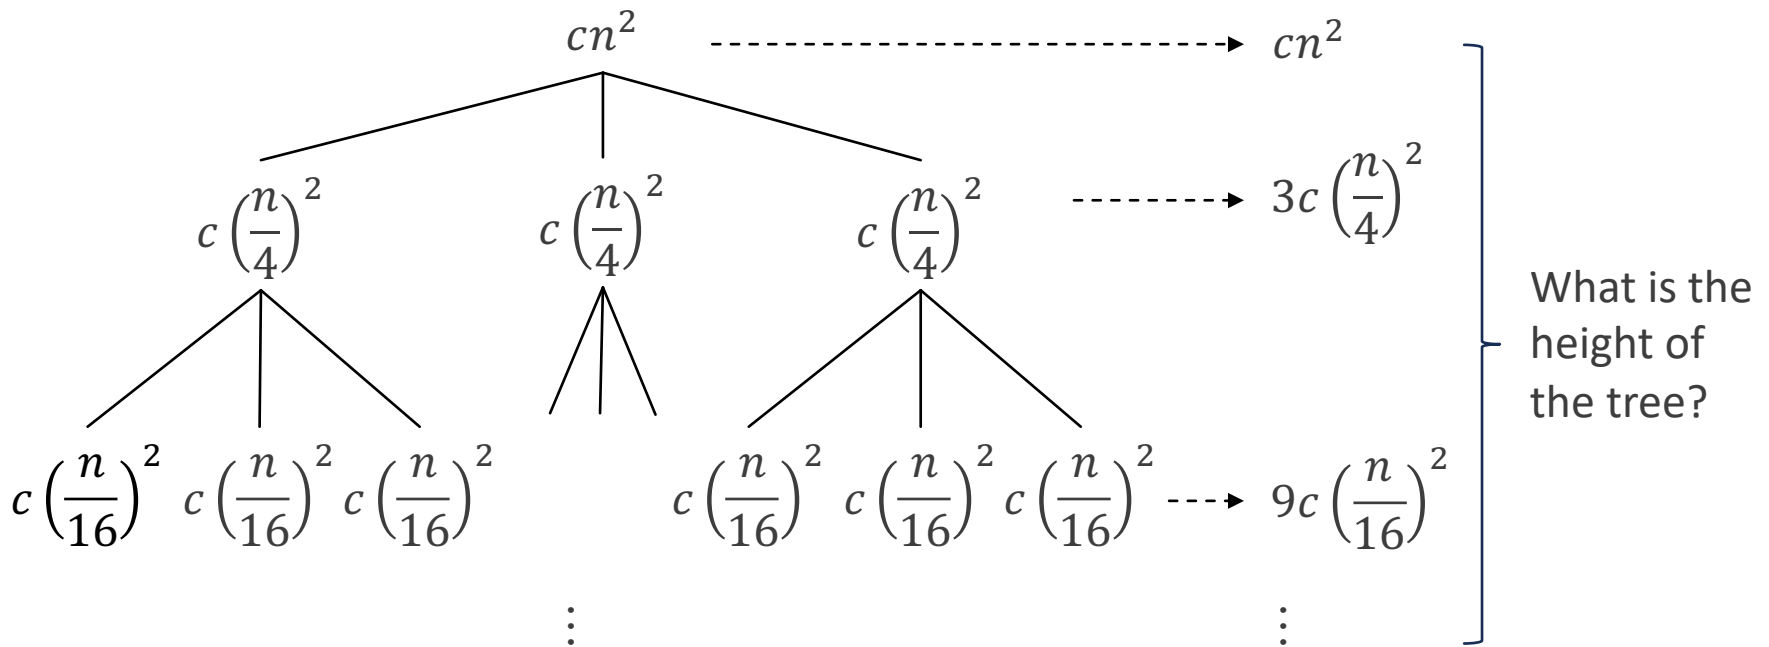 cn² cn²
c(n/4)² c(n/4)² c(n/4)² 3c(n/4)²
What is the
height of
the tree?
c(n/16)² c(n/16)² c(n/16)² c(n/16)² c(n/16)² c(n/16)² 9c(n/16)²
⋮ ⋮